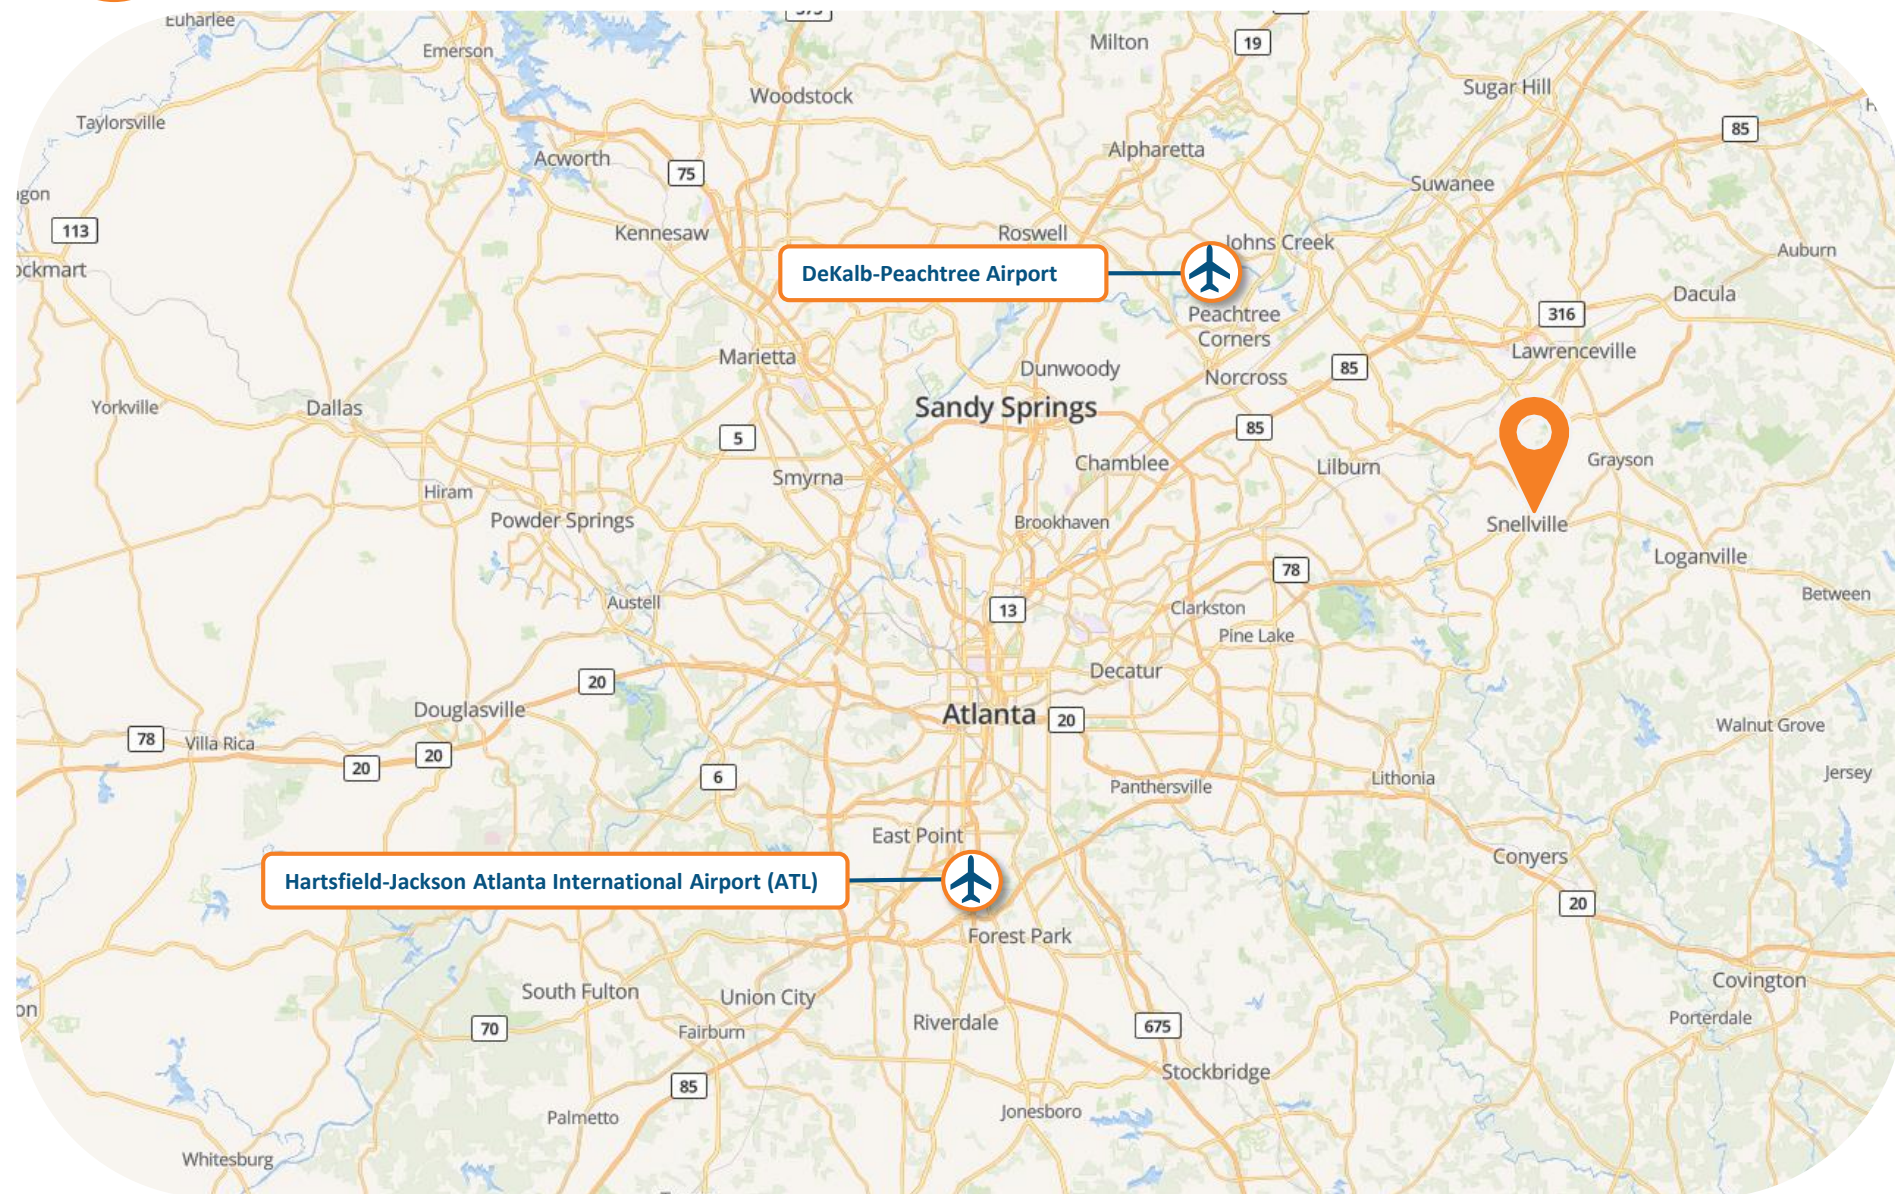 Euharlee
575
Emerson
Milton
19
Sugar Hill
Woodstock
Taylorsville
85
Acworth
75
Alpharetta
Suwanee
113
Kennesaw
Roswell
Johns Creek
Auburn
DeKalb-Peachtree Airport
Dacula
Peachtree
Corners
316
Marietta
Dunwoody
Lawrenceville
Norcross
85
Yorkville
Dallas
Sandy Springs
5
85
Smyrna
Chamblee
Lilburn
Grayson
Hiram
Powder Springs
Brookhaven
Snellville
Loganville
78
Austell
13
Clarkston
Between
Pine Lake
Decatur
20
Douglasville
Atlanta
20
Walnut Grove
78
Villa Rica
20
20
6
Panthersville
Lithonia
Jersey
East Point
Conyers
Hartsfield-Jackson Atlanta International Airport (ATL)
20
Forest Park
Covington
South Fulton
Union City
70
Fairburn
Riverdale
675
Porterdale
Stockbridge
85
Palmetto
Jonesboro
Whitesburg